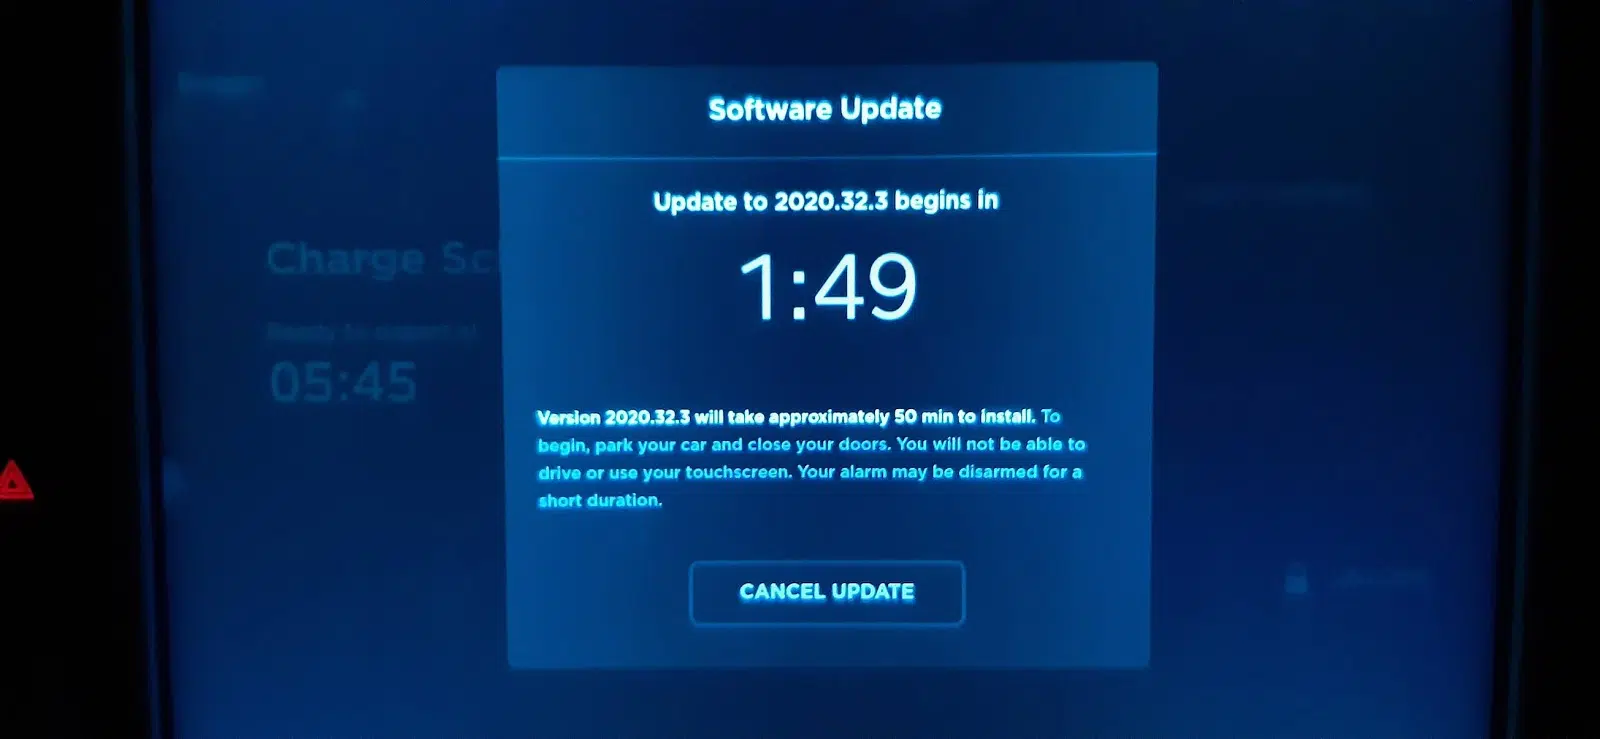 Software Update
Update to 2020.32.3 begins in
1:49
Charge Sc
05:45
Version 2020.32.3 will take approximately 50 min to install. To
begin, park your car and close your doors. You will not be able to
drive or use your touchscreen. Your alarm may be disarmed for a
short duration.
CANCEL UPDATE